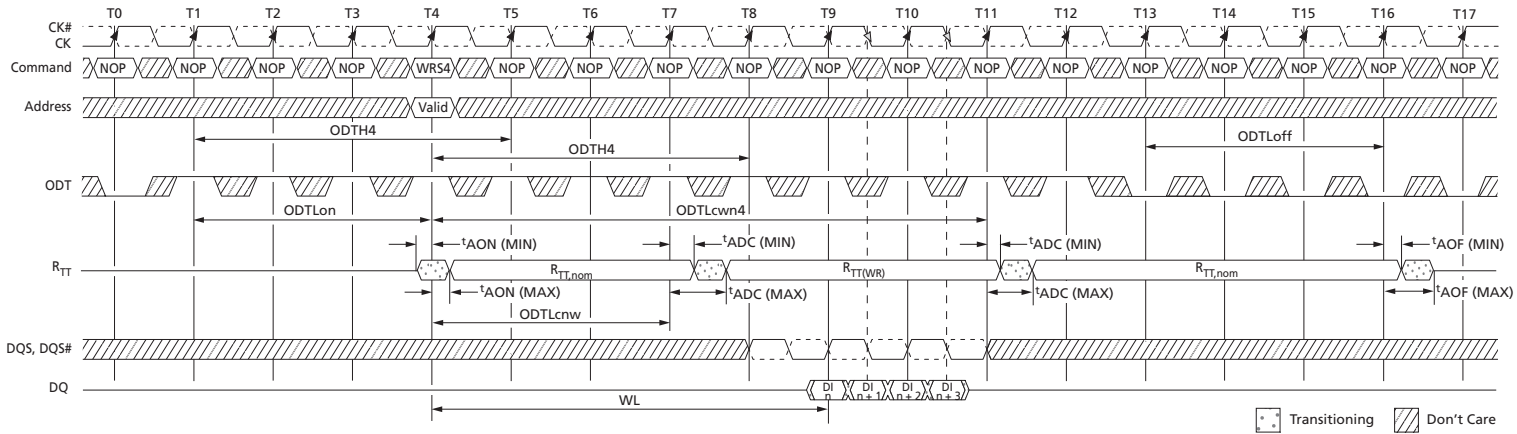 T0 T1 T2 T3 T4 T5 T6 T7 T8 T9 T10 T11 T12 T13 T14 T15 T16 T17
CK#
CK
Command NOP NOP NOP NOP WRS4 NOP NOP NOP NOP NOP NOP NOP NOP NOP NOP NOP NOP NOP
Address Valid
ODTH4 ODTLoff
ODTH4
ODT
ODTLon ODTLcwn4
tAON (MIN) tADC (MIN) tADC (MIN) tAOF (MIN)
RTT RTT,nom RTT(WR) RTT,nom
tAON (MAX) tADC (MAX) tADC (MAX) tAOF (MAX)
ODTLcnw
DQS, DQS#
DQ DI n DI n + 1 DI n + 2 DI n + 3
WL
Transitioning Don't Care